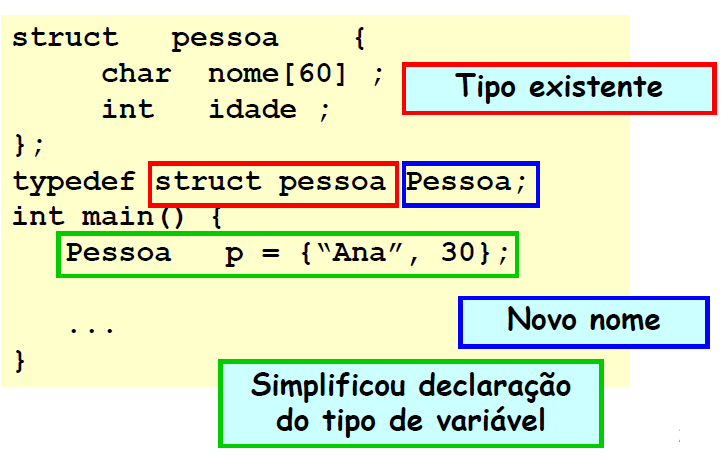 struct pessoa {
char nome[60] ;
Tipo existente
int idade ;
};
typedef struct pessoa Pessoa;
int main() {
Pessoa p = {“Ana”, 30};
Novo nome
...
}
Simplificou declaração
do tipo de variável